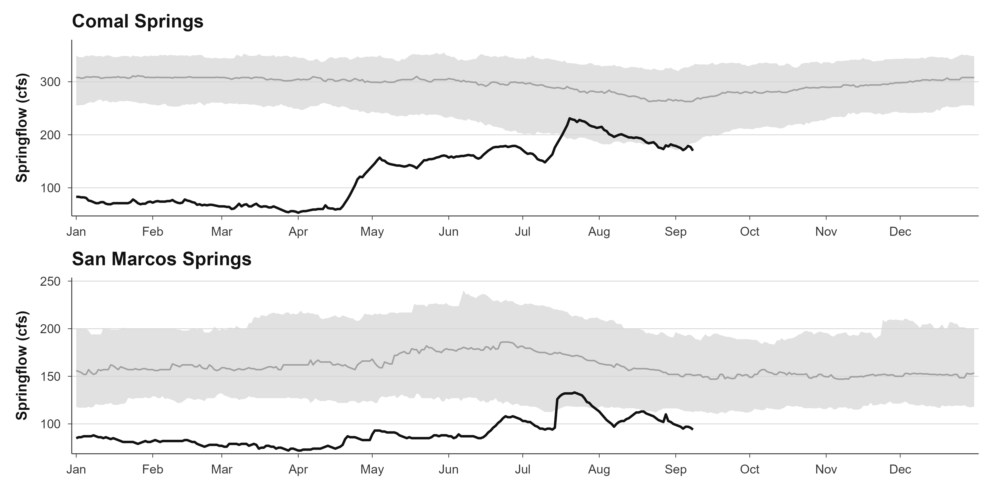 Comal Springs
Springflow (cfs)
300
200
100
Jan Feb Mar Apr May Jun Jul Aug Sep Oct Nov Dec
San Marcos Springs
Springflow (cfs)
250
200
150
100
Jan Feb Mar Apr May Jun Jul Aug Sep Oct Nov Dec